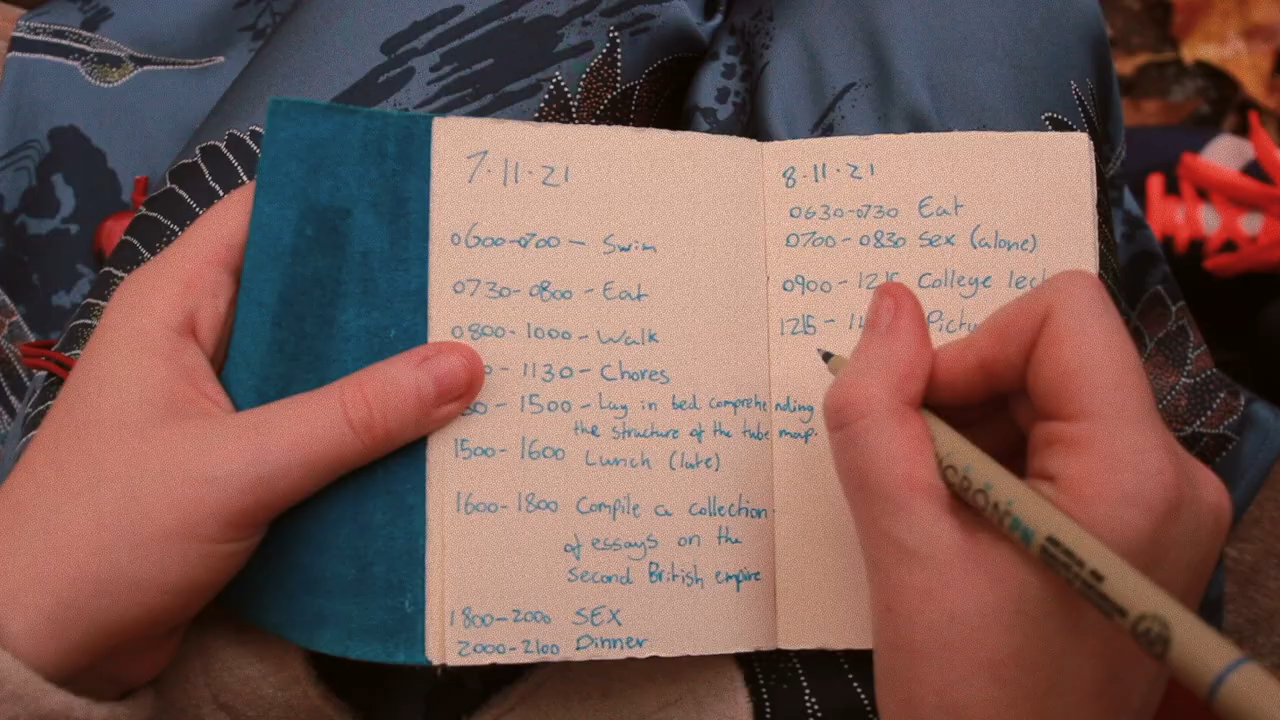 7.11.21
0600-0700 - Swim
0730-0800 - Eat
0800-1000 - Walk
- 1130 - Chores
- 1500 - Lay in bed comprehending
the structure of the tube map.
1500-1600 Lunch (late)
1600-1800 Compile a collection
of essays on the
second British empire
1800-2000 SEX
2000-2100 Dinner
8.11.21
0630-0730 Eat
0700-0830 Sex (alone)
0900-1215 College
1215 -